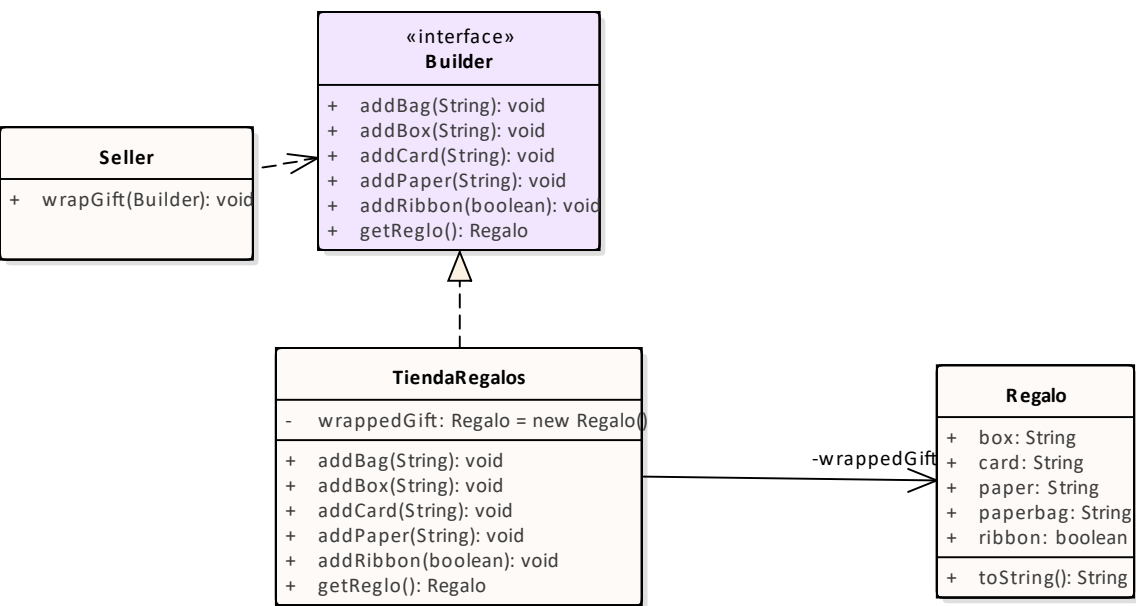 «interface»
Builder
+ addBag(String): void
+ addBox(String): void
+ addCard(String): void
+ addPaper(String): void
+ addRibbon(boolean): void
+ getReglo(): Regalo
Seller
+ wrapGift(Builder): void
TiendaRegalos
- wrappedGift: Regalo = new Regalo()
+ addBag(String): void
+ addBox(String): void
+ addCard(String): void
+ addPaper(String): void
+ addRibbon(boolean): void
+ getReglo(): Regalo
-wrappedGift
Regalo
+ box: String
+ card: String
+ paper: String
+ paperbag: String
+ ribbon: boolean
+ toString(): String